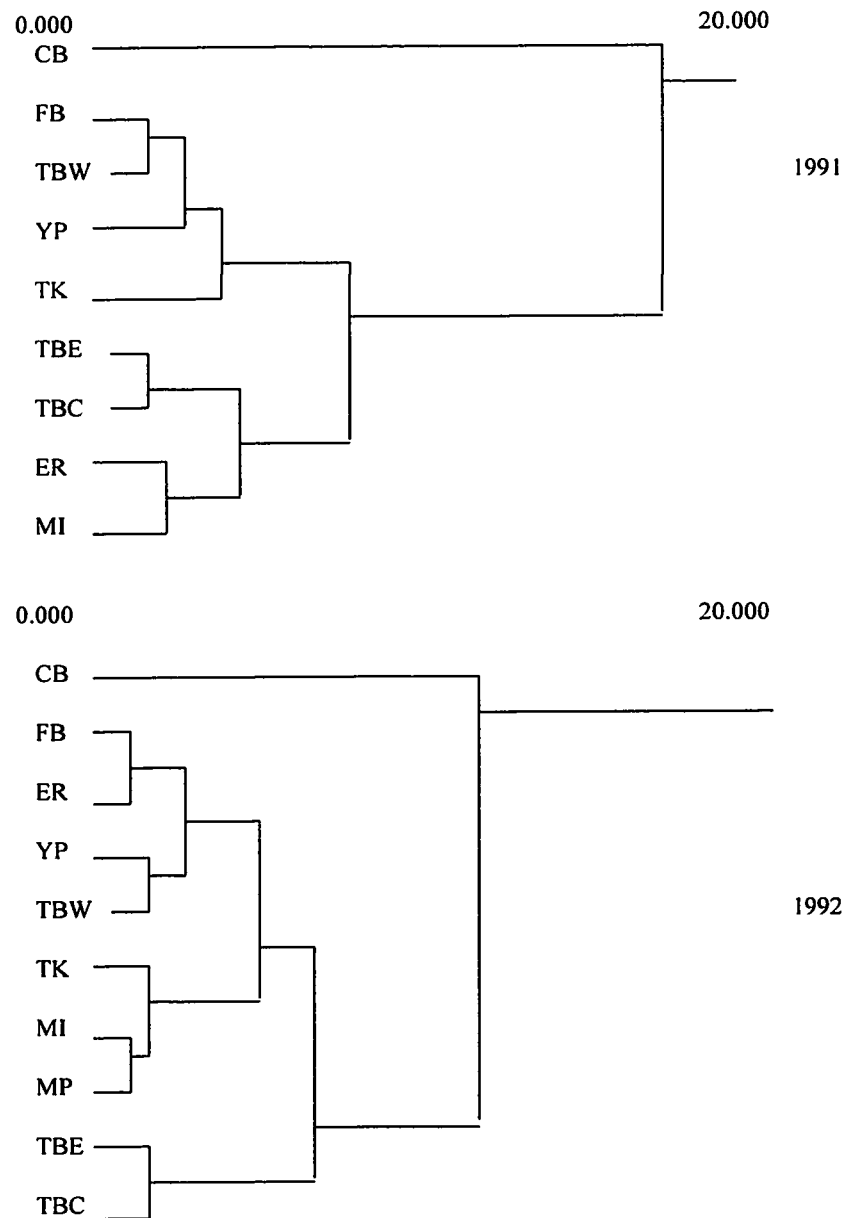 0.000 20.000
CB
FB
TBW
1991
YP
TK
TBE
TBC
ER
MI
0.000 20.000
CB
FB
ER
YP
TBW
1992
TK
MI
MP
TBE
TBC